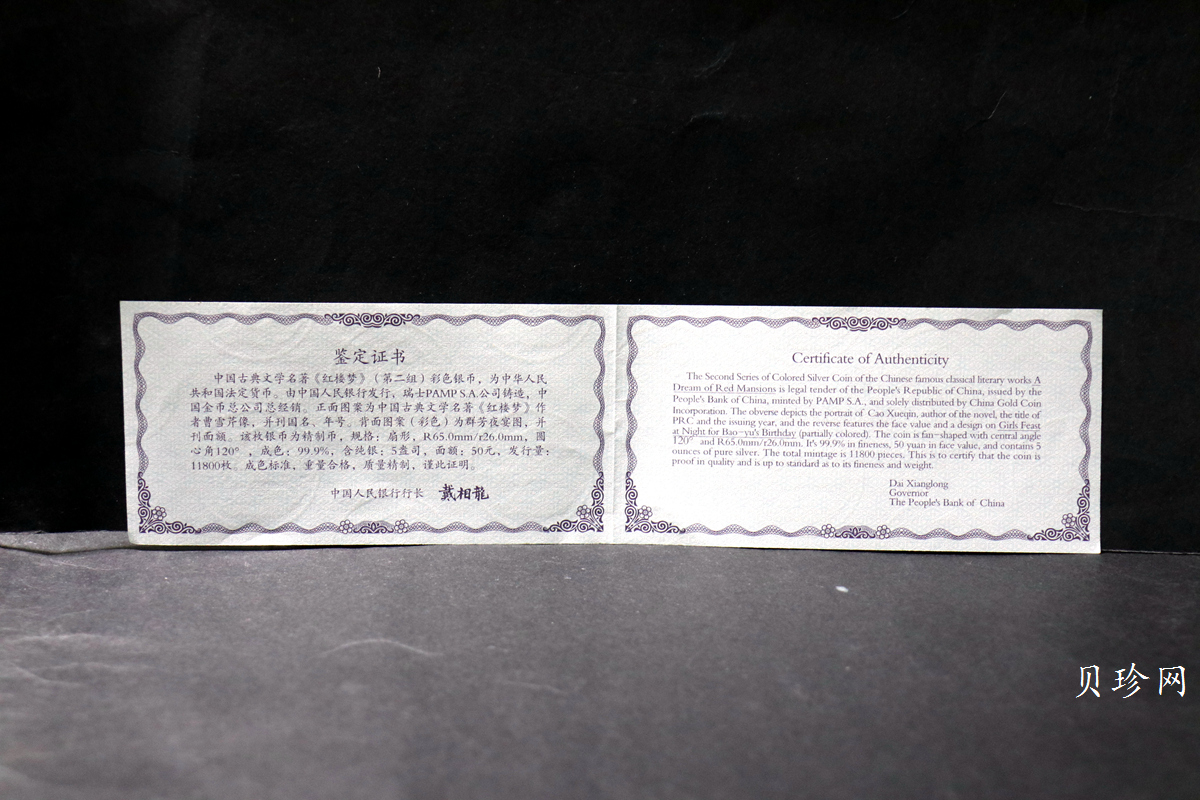 鉴定证书
中国古典文学名著《红楼梦》（第二组）彩色银币，为中华人民
共和国法定货币。由中国人民银行发行，瑞士PAMP S.A.公司铸造，中
国金币总公司总经销。正面图案为中国古典文学名著《红楼梦》作
者曹雪芹像，并刊国名、年号。背面图案（彩色）为群芳夜宴图，并
刊面额。该枚银币为精制币，规格：扇形，R65.0mm/r26.0mm，圆
心角120°，成色：99.9%，含纯银：5盎司，面额：50元，发行量：
11800枚。成色标准，重量合格，质量精制，谨此证明。
中国人民银行行长 戴相龙
Certificate of Authenticity
The Second Series of Colored Silver Coin of the Chinese famous classical literary works A
Dream of Red Mansions is legal tender of the People's Republic of China, issued by the
People's Bank of China, minted by PAMP S.A., and solely distributed by China Gold Coin
Incorporation. The obverse depicts the portrait of Cao Xueqin, author of the novel, the title of
PRC and the issuing year, and the reverse features the face value and a design on Girls Feast
at Night for Bao-yu's Birthday (partially colored). The coin is fan-shaped with central angle
120° and R65.0mm/r26.0mm. It's 99.9% in fineness, 50 yuan in face value, and contains 5
ounces of pure silver. The total mintage is 11800 pieces. This is to certify that the coin is
proof in quality and is up to standard as to its fineness and weight.
Dai Xianglong
Governor
The People's Bank of China
贝珍网